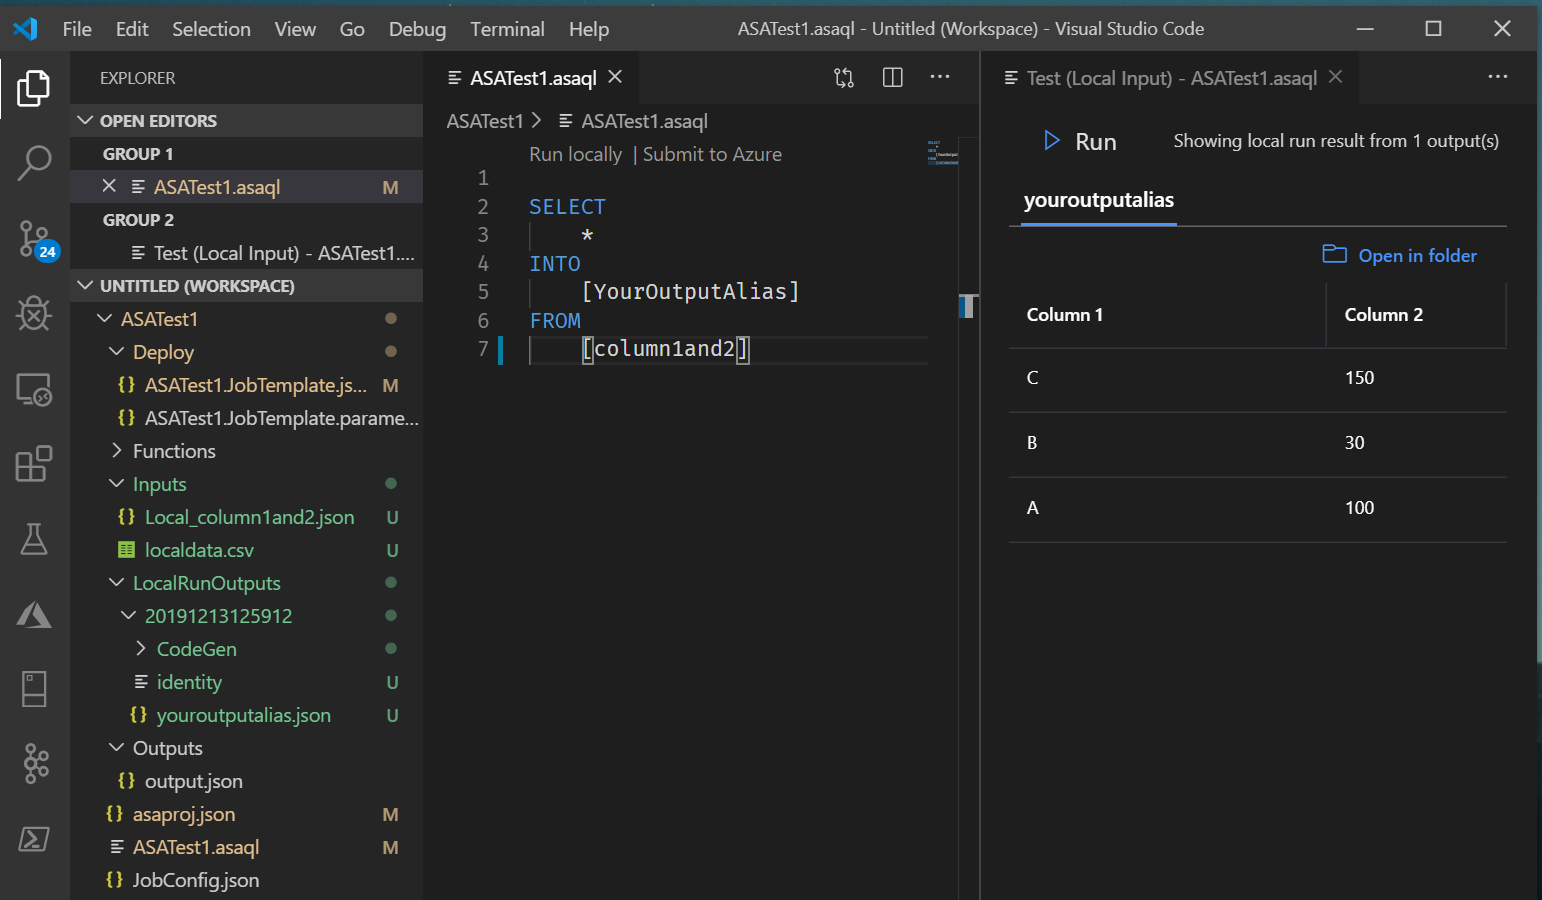 File Edit Selection View Go Debug Terminal Help ASATest1.asaql - Untitled (Workspace) - Visual Studio Code
EXPLORER
OPEN EDITORS
GROUP 1
ASATest1.asaql M
GROUP 2
Test (Local Input) - ASATest1....
UNTITLED (WORKSPACE)
ASATest1
Deploy
{} ASATest1.JobTemplate.js... M
{} ASATest1.JobTemplate.parame...
Functions
Inputs
{} Local_column1and2.json U
localdata.csv U
LocalRunOutputs
20191213125912
CodeGen
identity U
{} youroutputalias.json U
Outputs
{} output.json
{} asaproj.json M
ASATest1.asaql M
{} JobConfig.json
24
ASATest1.asaql
ASATest1 > ASATest1.asaql
Run locally | Submit to Azure
1
2 SELECT
3 *
4 INTO
5 [YourOutputAlias]
6 FROM
7 [column1and2]
Test (Local Input) - ASATest1.asaql
Run Showing local run result from 1 output(s)
youroutputalias
Open in folder
Column 1 Column 2
C 150
B 30
A 100